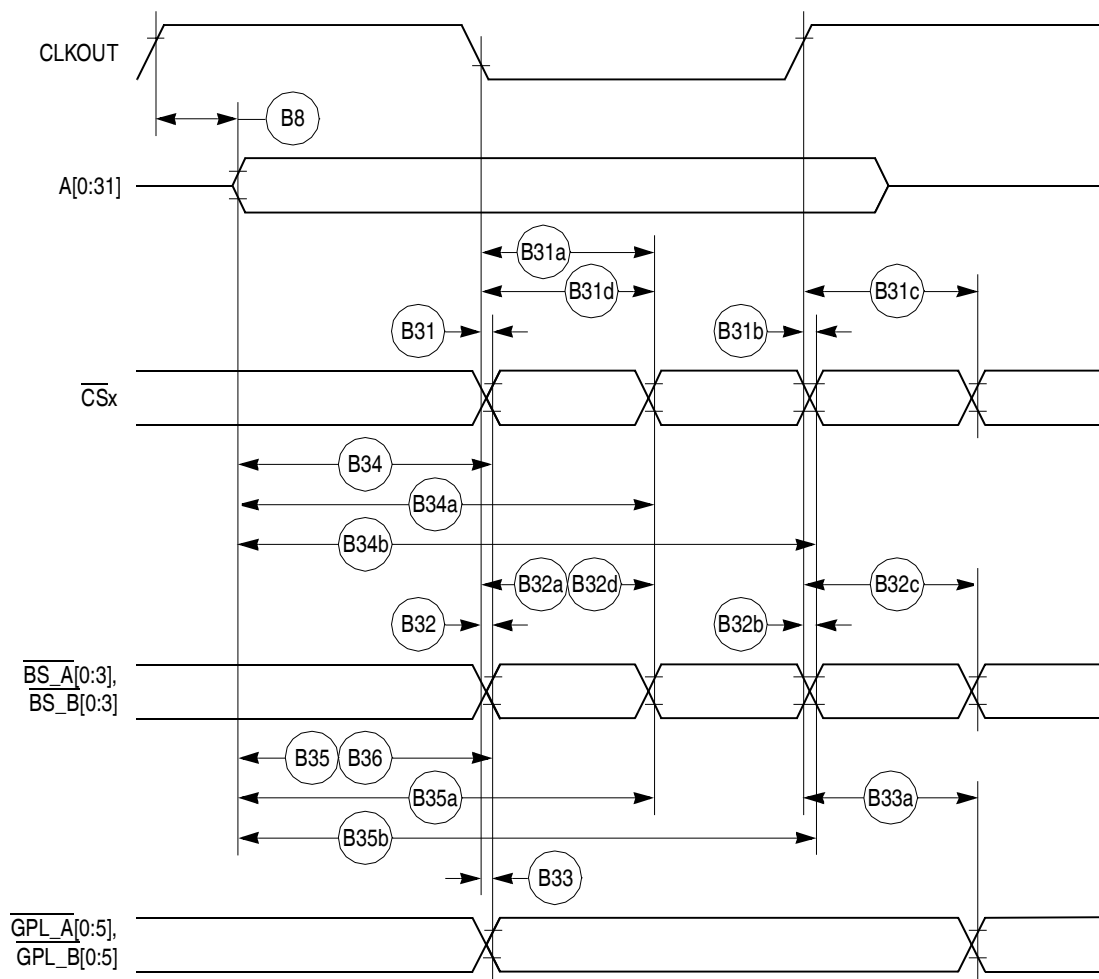 CLKOUT
B8
A[0:31]
B31a
B31d
B31c
B31
B31b
CSx
B34
B34a
B34b
B32a B32d
B32c
B32
B32b
BS_A[0:3],
BS_B[0:3]
B35 B36
B35a
B33a
B35b
B33
GPL_A[0:5],
GPL_B[0:5]